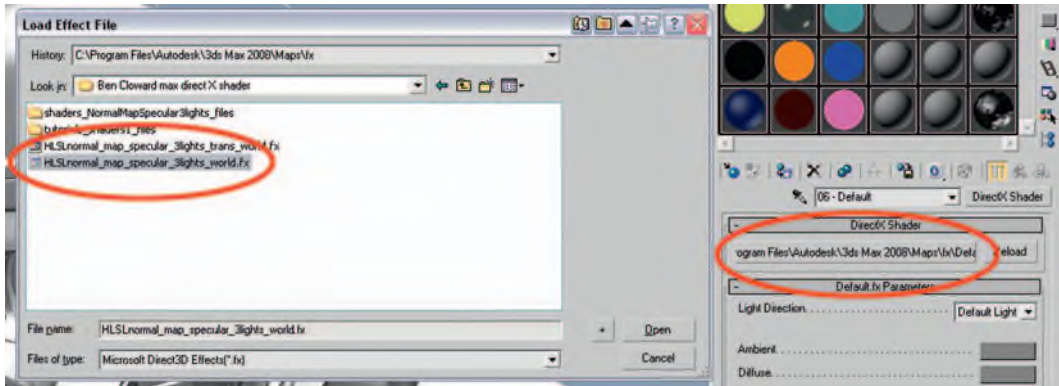 Load Effect File
History: C:\Program Files\Autodesk\3ds Max 2008\Maps\fx
Look in: Ben Cloward max direct X shader
shaders_NormalMapSpecular3lights_files
HLSLnormal_map_specular_3lights_trans_world.fx
HLSLnormal_map_specular_3lights_world.fx
File name: HLSLnormal_map_specular_3lights_world.fx
Open
Files of type: Microsoft Direct3D Effects(*.fx)
Cancel
06 - Default
DirectX Shader
- DirectX Shader
ogram Files\Autodesk\3ds Max 2008\Maps\fx\Defa
eload
- Default.fx Parameters
Light Direction
Default Light
Ambient
Diffuse